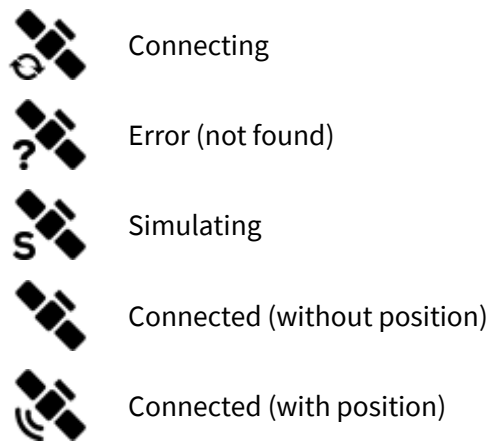 Connecting
? Error (not found)
S Simulating
Connected (without position)
Connected (with position)